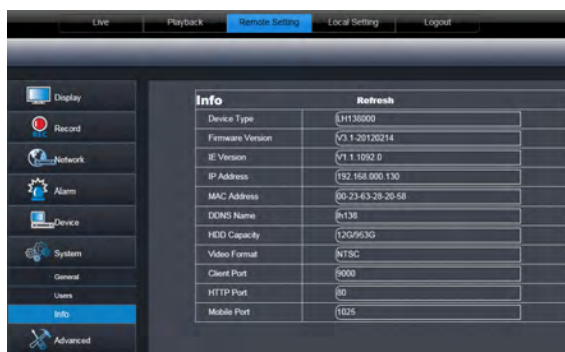 Live Playback Remote Setting Local Setting Logout
Display
Record
REC
Network
Alarm
Device
System
General
Users
Info
Advanced
Info Refresh
Device Type LH138000
Firmware Version V3.1-20120214
IE Version V1.1.1092.0
IP Address 192.168.000.130
MAC Address 00-23-63-28-20-58
DDNS Name lh138
HDD Capacity 12G/953G
Video Format NTSC
Client Port 9000
HTTP Port 80
Mobile Port 1025